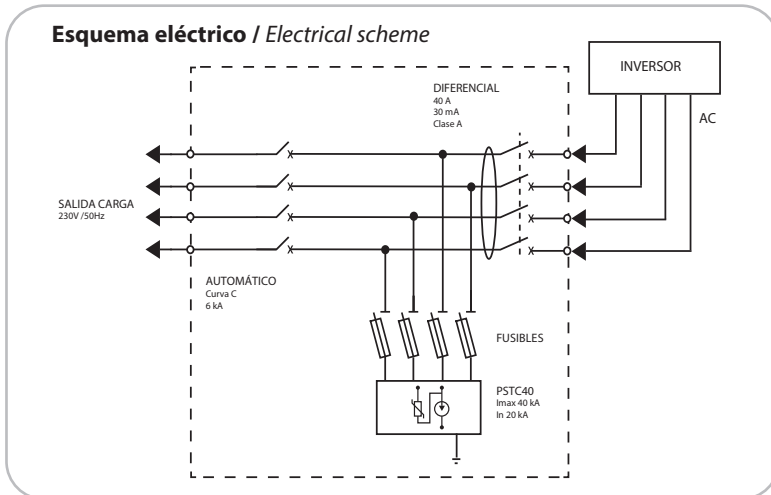 Esquema eléctrico / Electrical scheme
INVERSOR
AC
DIFERENCIAL
40 A
30 mA
Clase A
SALIDA CARGA
230V /50Hz
AUTOMÁTICO
Curva C
6 kA
FUSIBLES
PSTC40
Imax 40 kA
In 20 kA